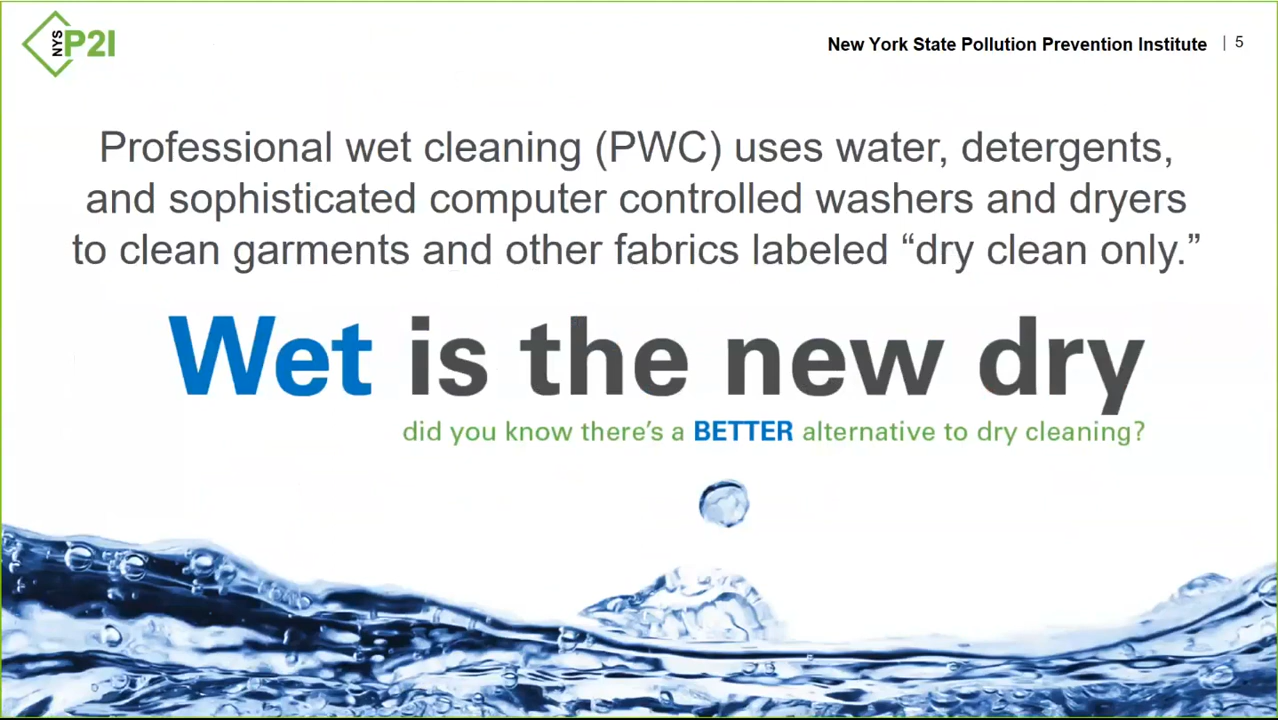 NYS P2I
New York State Pollution Prevention Institute | 5
Professional wet cleaning (PWC) uses water, detergents,
and sophisticated computer controlled washers and dryers
to clean garments and other fabrics labeled “dry clean only.”
Wet is the new dry
did you know there's a BETTER alternative to dry cleaning?